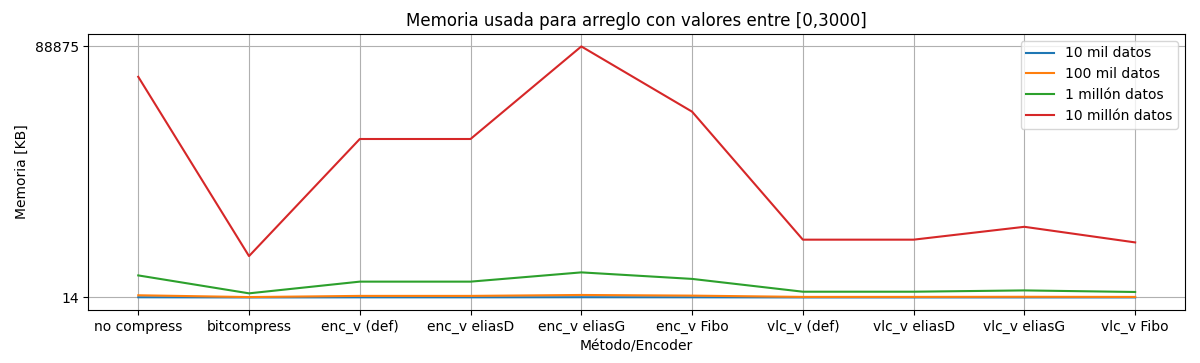 Memoria usada para arreglo con valores entre [0,3000]
88875
14
Memoria [KB]
10 mil datos
100 mil datos
1 millón datos
10 millón datos
no compress bitcompress enc_v (def) enc_v eliasD enc_v eliasG enc_v Fibo vlc_v (def) vlc_v eliasD vlc_v eliasG vlc_v Fibo
Método/Encoder